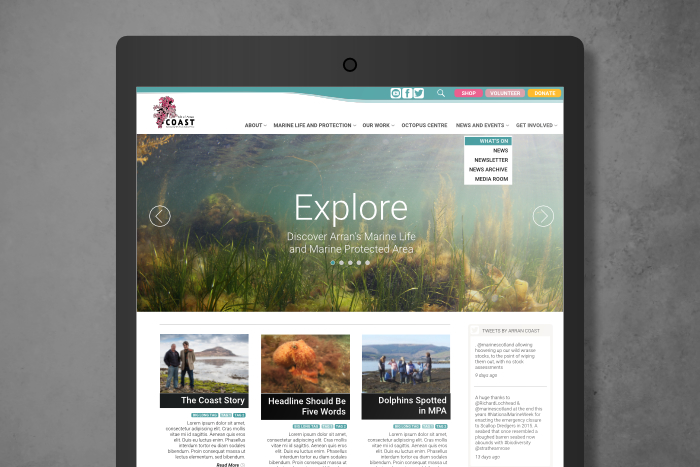 SHOP
VOLUNTEER
DONATE
COAST
ABOUT
MARINE LIFE AND PROTECTION
OUR WORK
OCTOPUS CENTRE
NEWS AND EVENTS
GET INVOLVED
WHAT'S ON
NEWS
NEWSLETTER
NEWS ARCHIVE
MEDIA ROOM
Explore
Discover Arran's Marine Life
and Marine Protected Area
The Coast Story
Lorem ipsum dolor sit amet,
consectetur adipiscing elit. Cras mollis
vitae mi id sagittis. Aenean quis eros
elit. Duis eu luctus enim. Phasellus
interdum tortor eu diam sodales
bibendum. Proin consequat massa ut
lectus elementum, sed bibendum.
Read More
Headline Should Be
Five Words
Lorem ipsum dolor sit amet,
consectetur adipiscing elit. Cras mollis
vitae mi id sagittis. Aenean quis eros
elit. Duis eu luctus enim. Phasellus
interdum tortor eu diam sodales
bibendum. Proin consequat massa ut
Dolphins Spotted
in MPA
Lorem ipsum dolor sit amet,
consectetur adipiscing elit. Cras mollis
vitae mi id sagittis. Aenean quis eros
elit. Duis eu luctus enim. Phasellus
interdum tortor eu diam sodales
bibendum. Proin consequat massa ut
TWEETS BY ARRAN COAST
.@marinescotland allowing
hoovering up our wild wrasse
stocks, to the point of wiping
them out, with no stock
assessments
9 days ago
A huge thanks to
@RichardLochhead &
@marinescotland at the end this
years #NationalMarineWeek for
enacting the emergency closure
to Scallop Dredgers in 2015. A
seabed that once resembled a
ploughed barren seabed now
abounds with #biodiversity.
13 days ago